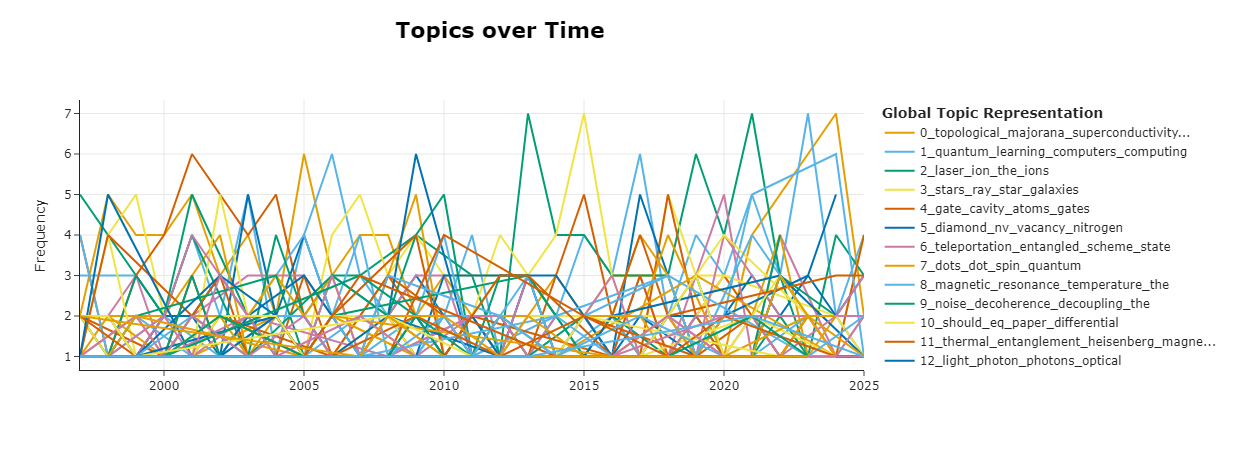 Topics over Time
Global Topic Representation
0_topological_majorana_superconductivity...
1_quantum_learning_computers_computing
2_laser_ion_the_ions
3_stars_ray_star_galaxies
4_gate_cavity_atoms_gates
5_diamond_nv_vacancy_nitrogen
6_teleportation_entangled_scheme_state
7_dots_dot_spin_quantum
8_magnetic_resonance_temperature_the
9_noise_decoherence_decoupling_the
10_should_eq_paper_differential
11_thermal_entanglement_heisenberg_magne...
12_light_photon_photons_optical
Frequency
7
6
5
4
3
2
1
2000
2005
2010
2015
2020
2025